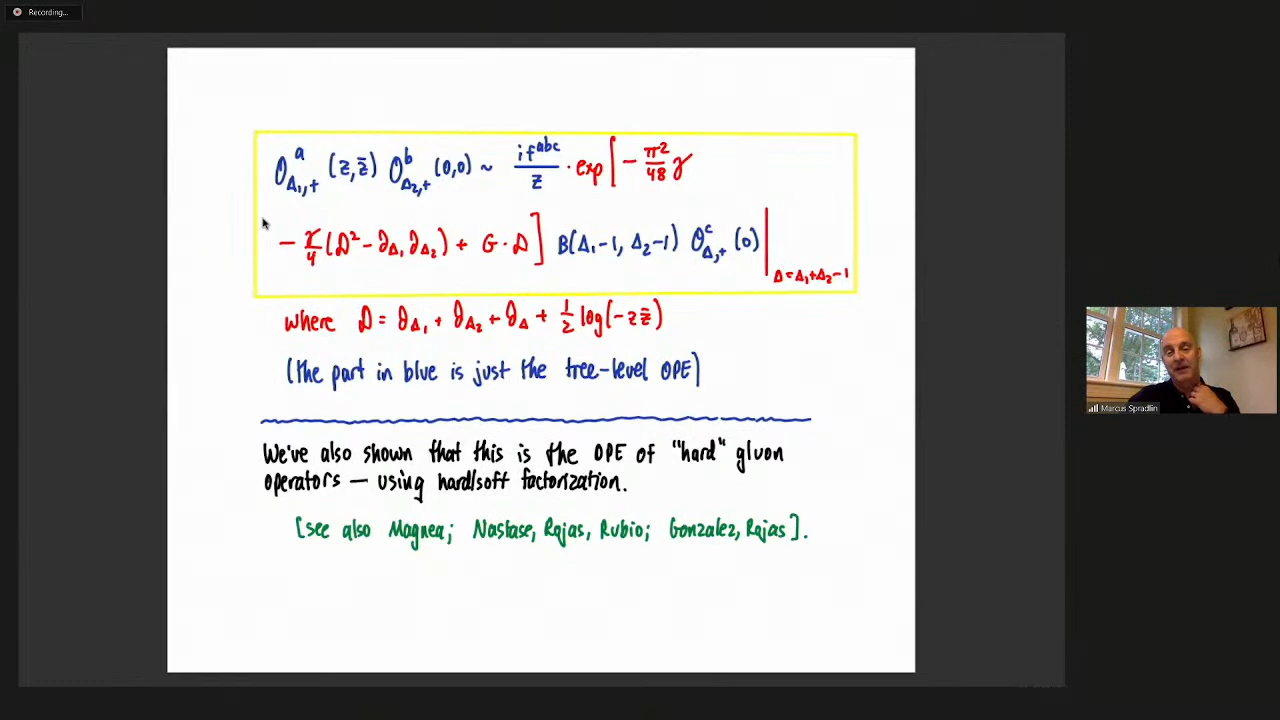 Recording...
O^a_{Δ₁,+} (z,z̄) O^b_{Δ₂,+} (0,0) ~ if^{abc}/z · exp[ - π²/48 γ
- γ/4 (D² - ∂_{Δ₁} ∂_{Δ₂}) + G · D ] B(Δ₁-1, Δ₂-1) O^c_{Δ,+} (0) |_{Δ=Δ₁+Δ₂-1}
where D = ∂_{Δ₁} + ∂_{Δ₂} + ∂_Δ + 1/2 log(-z z̄)
(the part in blue is just the tree-level OPE)
We've also shown that this is the OPE of "hard" gluon
operators — using hard/soft factorization.
[see also Magnea; Nastase, Rojas, Rubio; Gonzalez, Rojas].
Marcus Spradlin